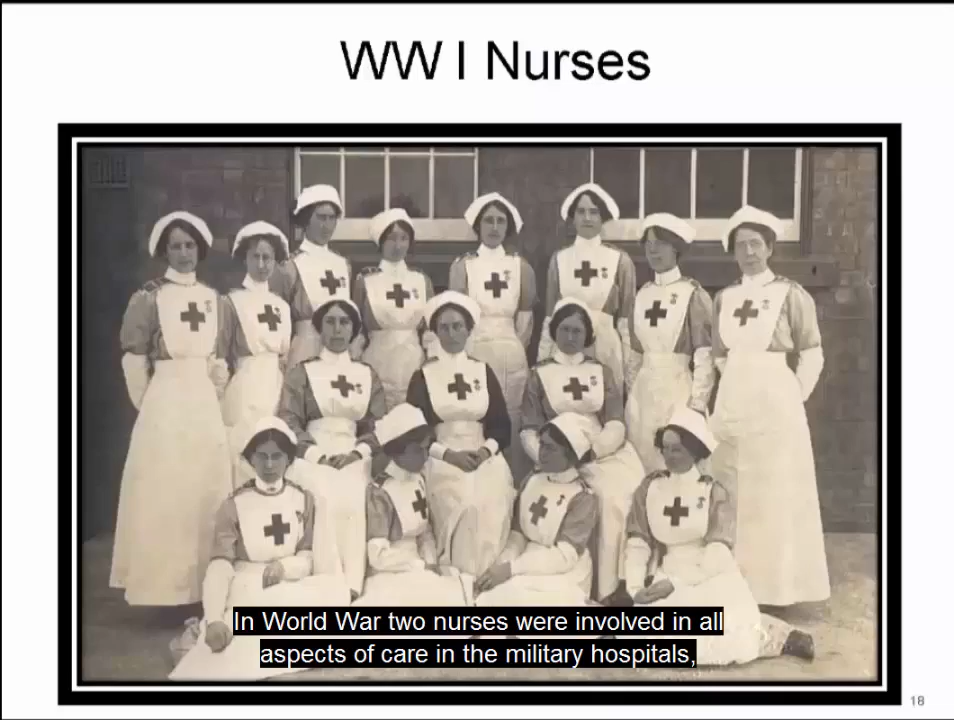 WW I Nurses
In World War two nurses were involved in all
aspects of care in the military hospitals,
18